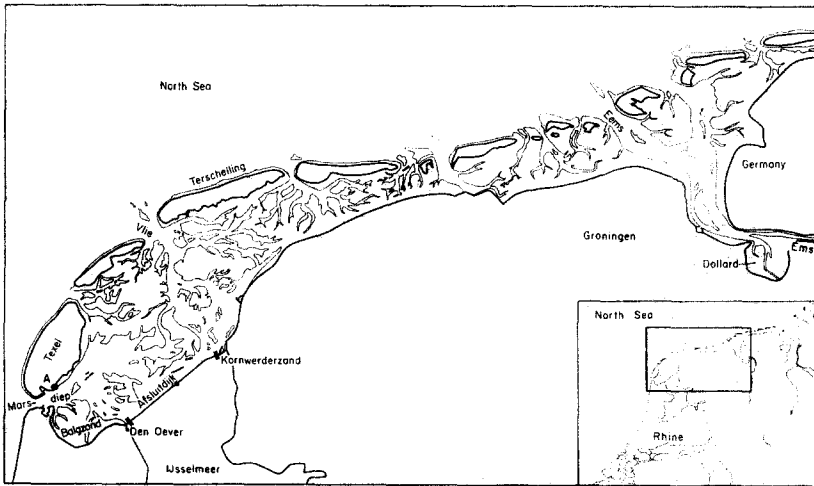 North Sea
Terschelling
Eems
Germany
Vlie
Groningen
Ems
Dollard
North Sea
Texel
Kornwerderzand
A
Afsluitdijk
Mars-
diep
Balgzand
Den Oever
Rhine
IJsselmeer